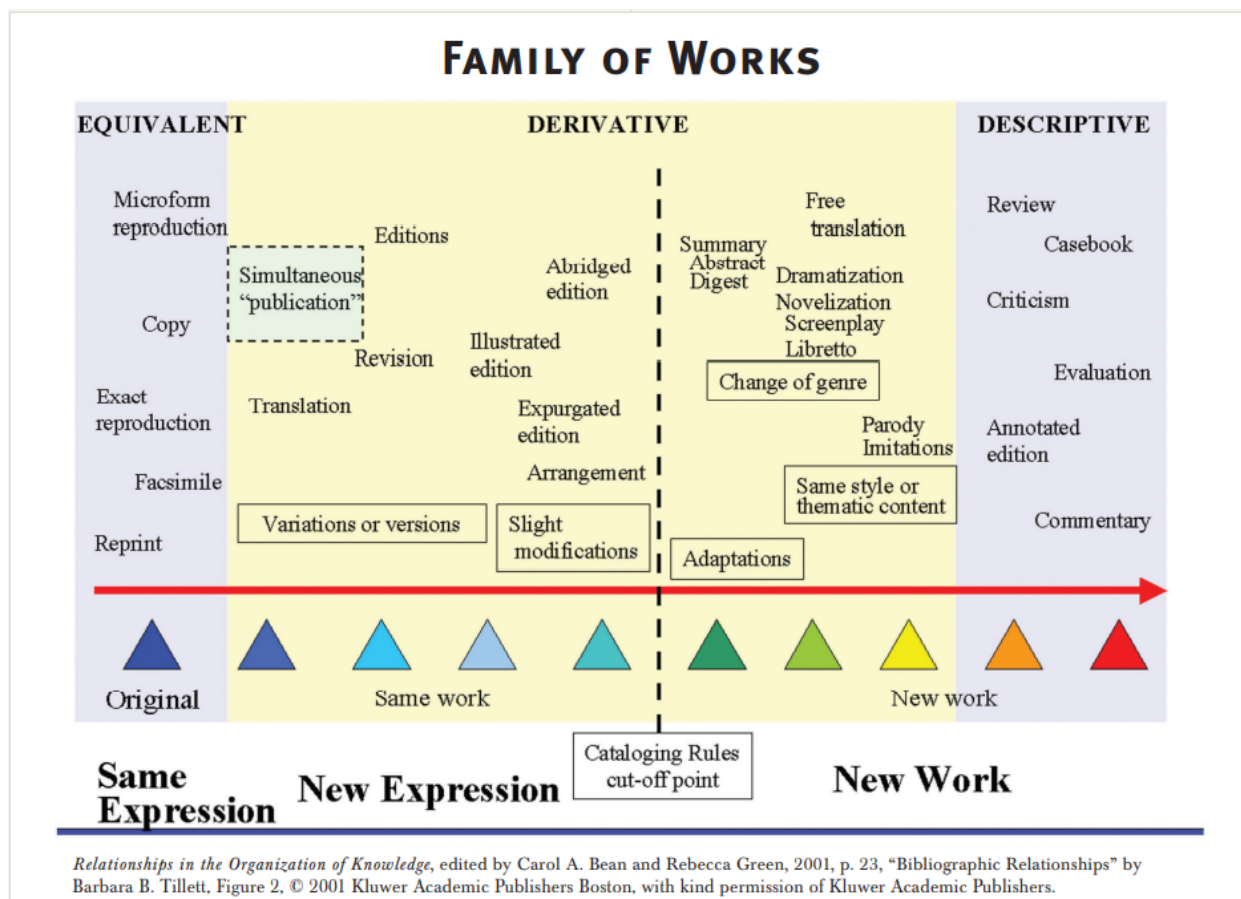 FAMILY OF WORKS
EQUIVALENT
DERIVATIVE
DESCRIPTIVE
Microform
reproduction
Copy
Exact
reproduction
Facsimile
Reprint
Simultaneous
“publication”
Editions
Abridged
edition
Revision
Illustrated
edition
Translation
Expurgated
edition
Arrangement
Variations or versions
Slight
modifications
Free
translation
Summary
Abstract
Digest
Dramatization
Novelization
Screenplay
Libretto
Change of genre
Parody
Imitations
Same style or
thematic content
Adaptations
Review
Casebook
Criticism
Evaluation
Annotated
edition
Commentary
Original
Same work
New work
Same
Expression
New Expression
Cataloging Rules
cut-off point
New Work
Relationships in the Organization of Knowledge, edited by Carol A. Bean and Rebecca Green, 2001, p. 23, “Bibliographic Relationships” by
Barbara B. Tillett, Figure 2, © 2001 Kluwer Academic Publishers Boston, with kind permission of Kluwer Academic Publishers.